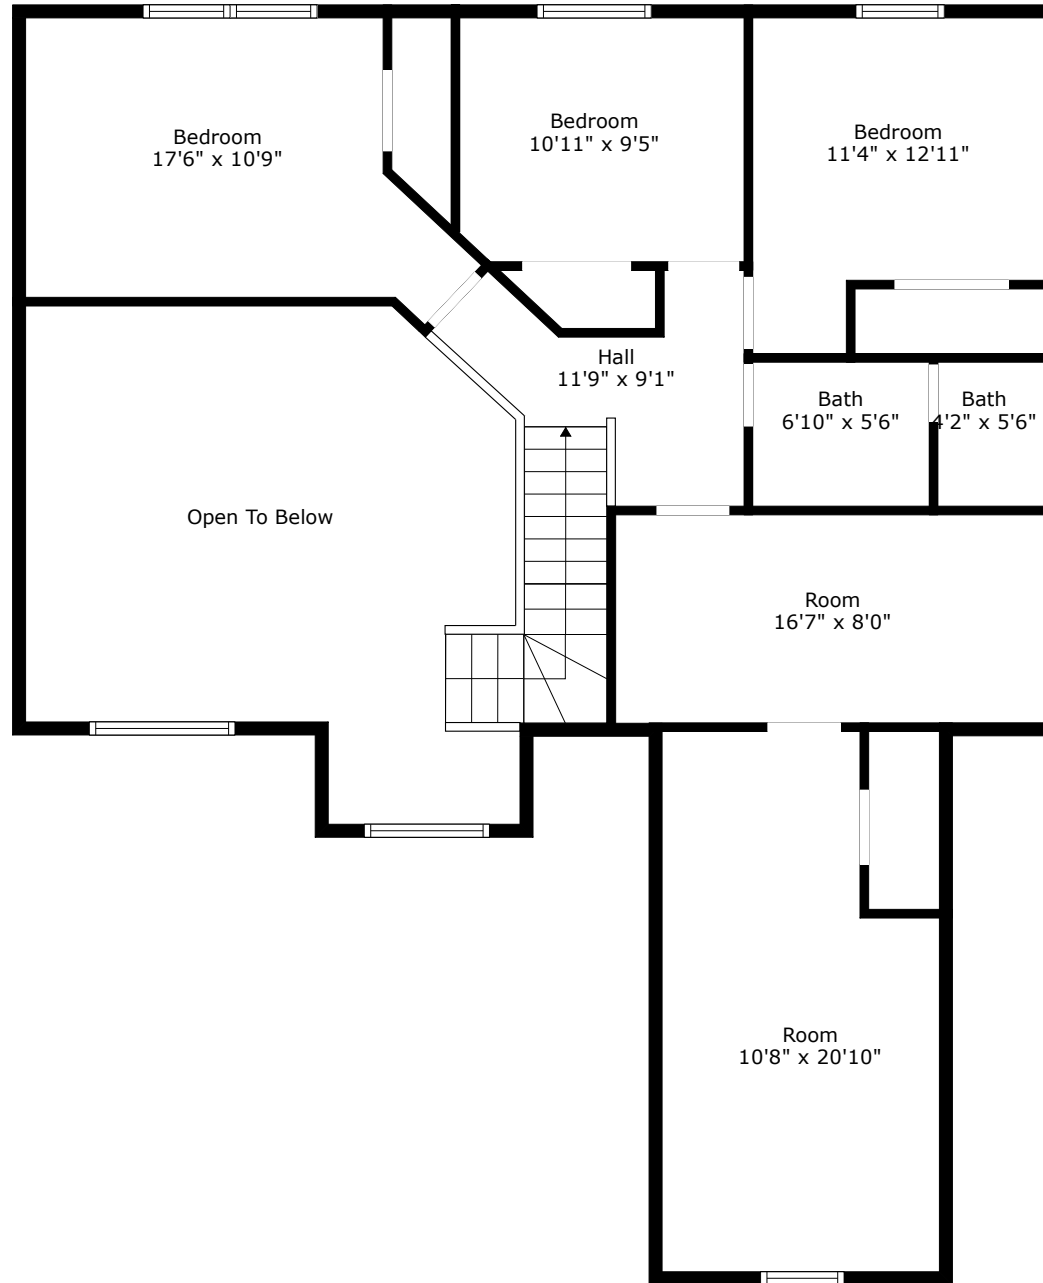 Bedroom
17'6" x 10'9"
Bedroom
10'11" x 9'5"
Bedroom
11'4" x 12'11"
Hall
11'9" x 9'1"
Bath
6'10" x 5'6"
Bath
4'2" x 5'6"
Open To Below
Room
16'7" x 8'0"
Room
10'8" x 20'10"